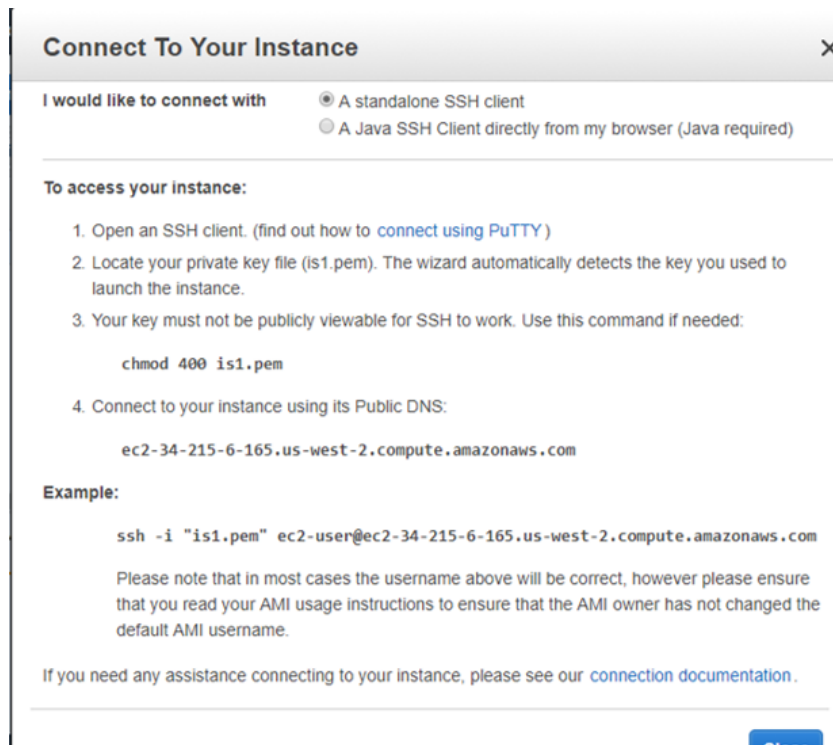 Connect To Your Instance
I would like to connect with
A standalone SSH client
A Java SSH Client directly from my browser (Java required)
To access your instance:
1. Open an SSH client. (find out how to connect using PuTTY)
2. Locate your private key file (is1.pem). The wizard automatically detects the key you used to
launch the instance.
3. Your key must not be publicly viewable for SSH to work. Use this command if needed:
chmod 400 is1.pem
4. Connect to your instance using its Public DNS:
ec2-34-215-6-165.us-west-2.compute.amazonaws.com
Example:
ssh -i "is1.pem" ec2-user@ec2-34-215-6-165.us-west-2.compute.amazonaws.com
Please note that in most cases the username above will be correct, however please ensure
that you read your AMI usage instructions to ensure that the AMI owner has not changed the
default AMI username.
If you need any assistance connecting to your instance, please see our connection documentation.